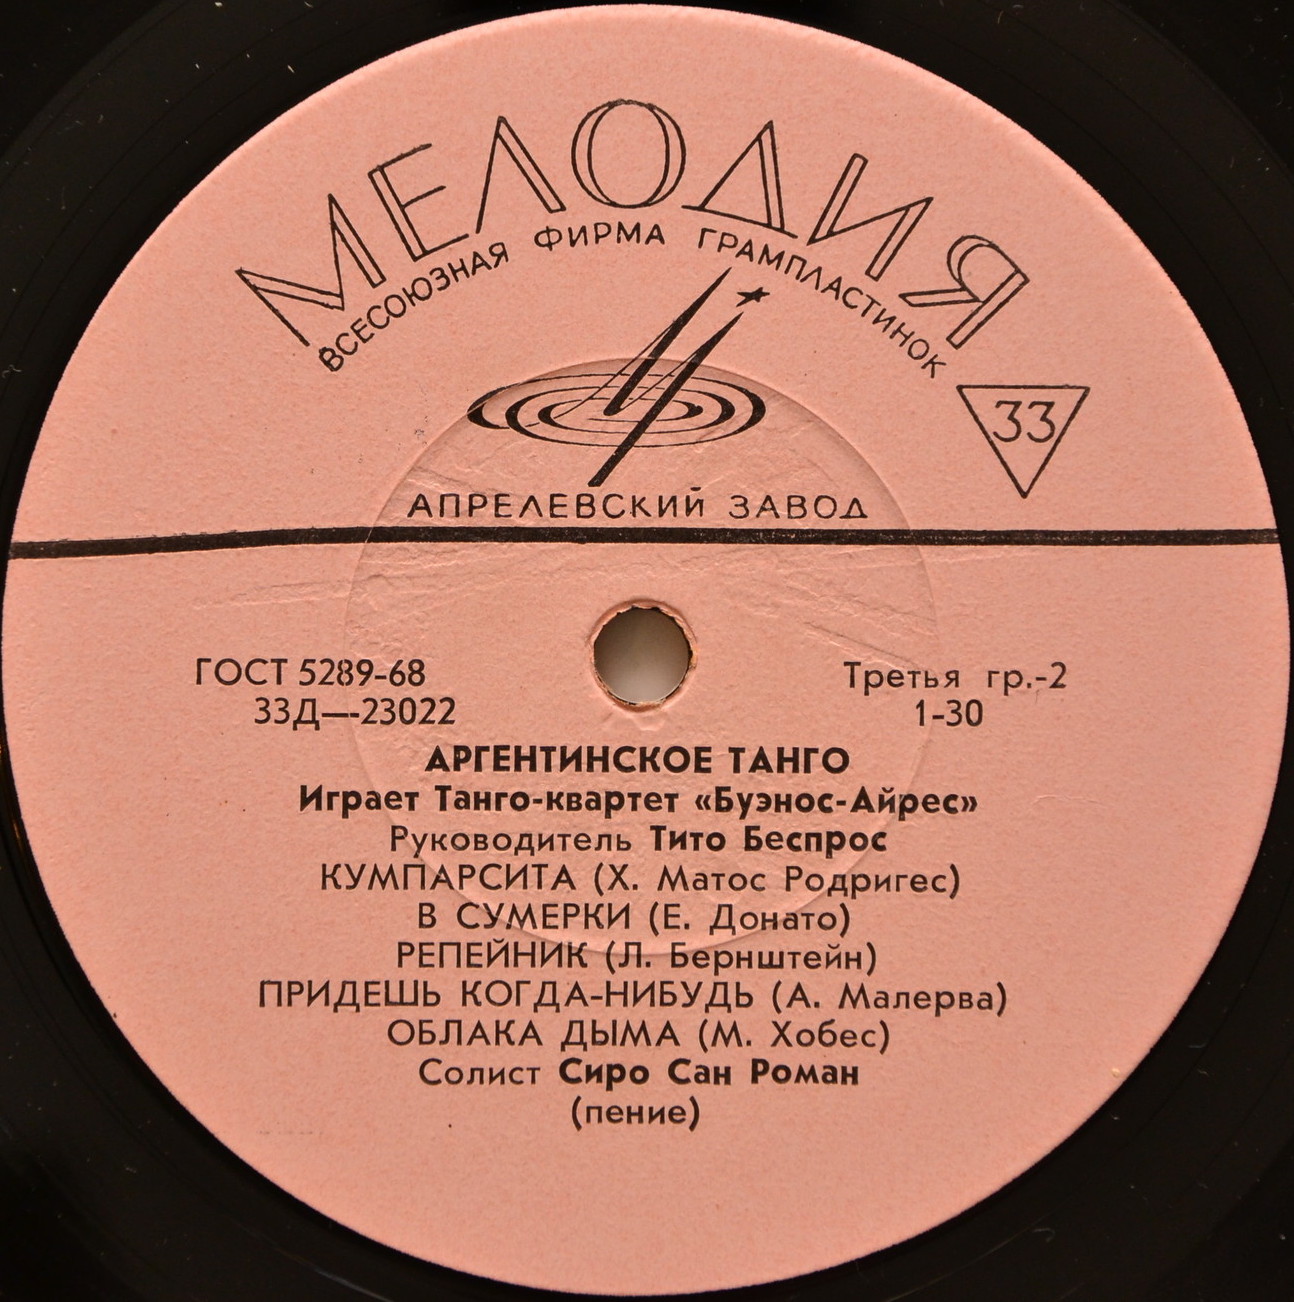 МЕЛОДИЯ
ВСЕСОЮЗНАЯ ФИРМА ГРАМПЛАСТИНОК
33
АПРЕЛЕВСКИЙ ЗАВОД
ГОСТ 5289-68
Третья гр.-2
33Д—-23022
1-30
АРГЕНТИНСКОЕ ТАНГО
Играет Танго-квартет «Буэнос-Айрес»
Руководитель Тито Беспрос
КУМПАРСИТА (Х. Матос Родригес)
В СУМЕРКИ (Е. Донато)
РЕПЕЙНИК (Л. Бернштейн)
ПРИДЕШЬ КОГДА-НИБУДЬ (А. Малерва)
ОБЛАКА ДЫМА (М. Хобес)
Солист Сиро Сан Роман
(пение)